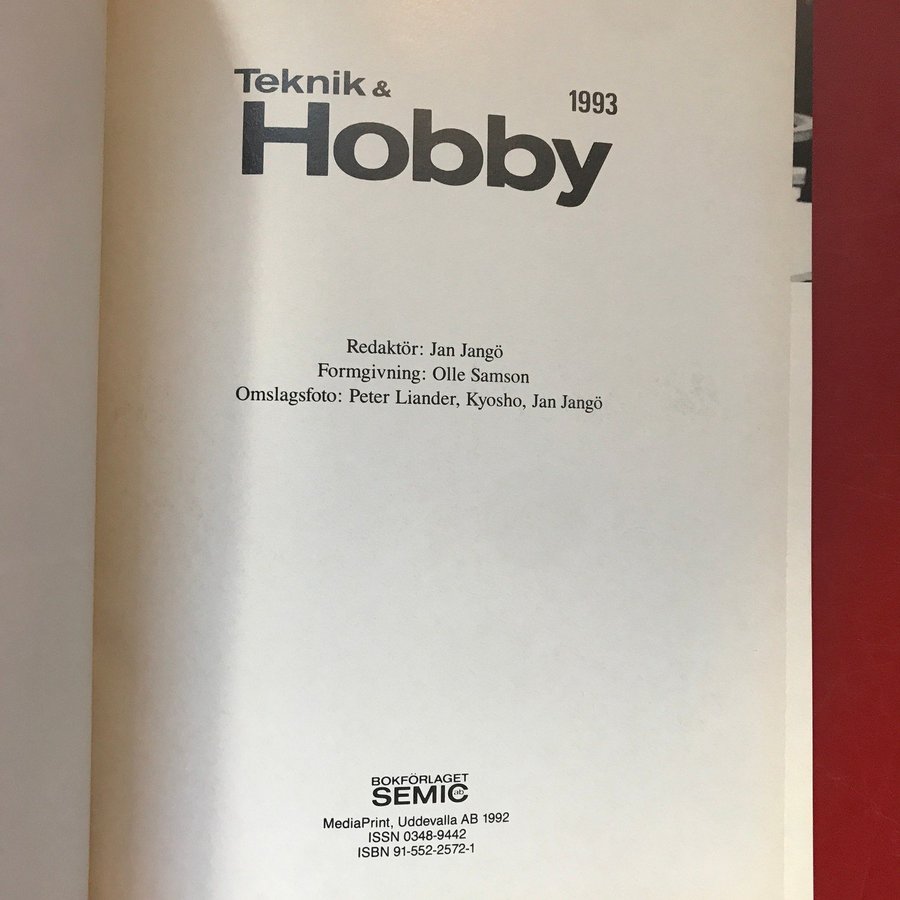 Teknik &
Hobby
1993
Redaktör: Jan Jangö
Formgivning: Olle Samson
Omslagsfoto: Peter Liander, Kyosho, Jan Jangö
BOKFÖRLAGET
SEMIC ab
MediaPrint, Uddevalla AB 1992
ISSN 0348-9442
ISBN 91-552-2572-1